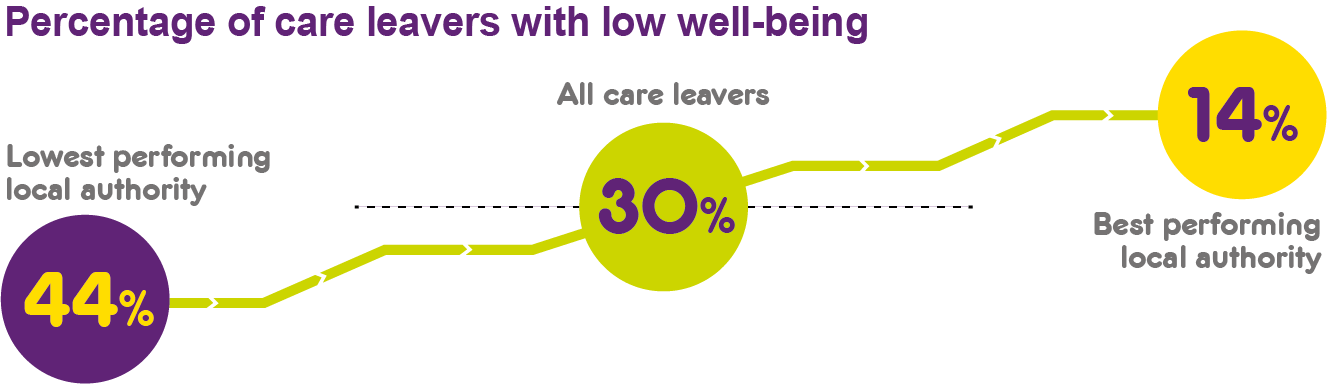 Percentage of care leavers with low well-being
Lowest performing
local authority
44%
All care leavers
30%
14%
Best performing
local authority